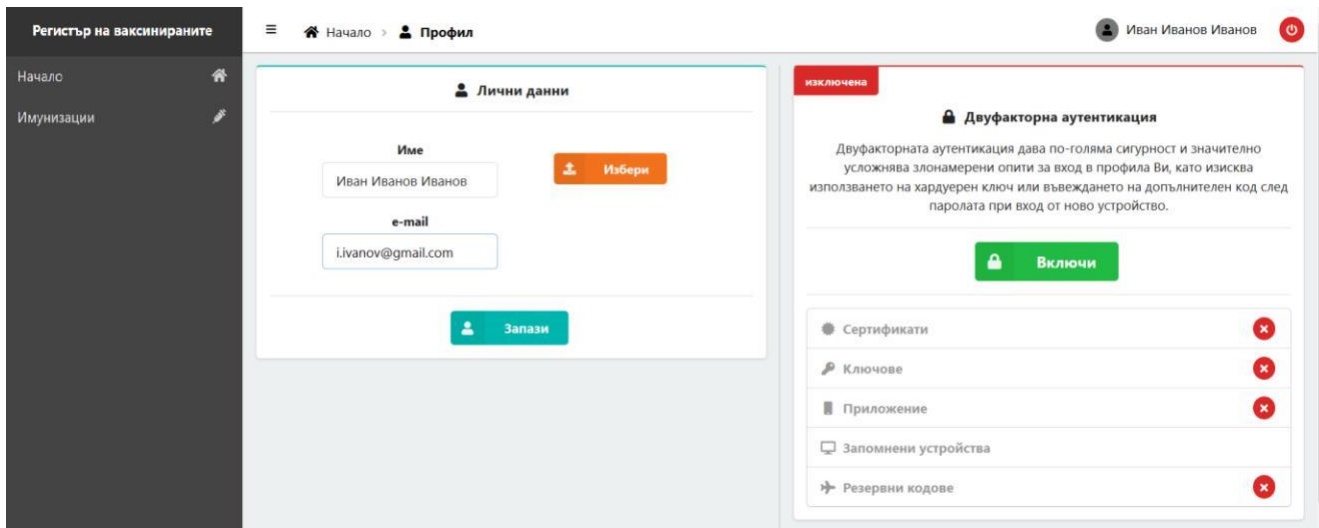 Регистър на ваксинираните
Начало
Имунизации
Начало > Профил
Иван Иванов Иванов
Лични данни
Име
Иван Иванов Иванов
Избери
e-mail
i.ivanov@gmail.com
Запази
изключена
Двуфакторна аутентикация
Двуфакторната аутентикация дава по-голяма сигурност и значително
усложнява злонамерени опити за вход в профила Ви, като изисква
използването на хардуерен ключ или въвеждането на допълнителен код след
паролата при вход от ново устройство.
Включи
Сертификати
Ключове
Приложение
Запомнени устройства
Резервни кодове